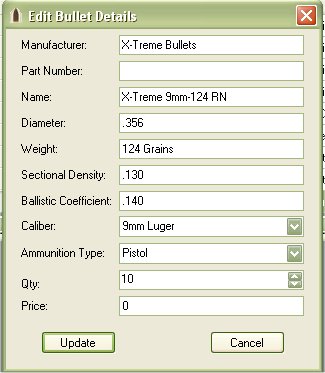 Edit Bullet Details
Manufacturer: X-Treme Bullets
Part Number:
Name: X-Treme 9mm-124 RN
Diameter: .356
Weight: 124 Grains
Sectional Density: .130
Ballistic Coefficient: .140
Caliber: 9mm Luger
Ammunition Type: Pistol
Qty: 10
Price: 0
Update Cancel